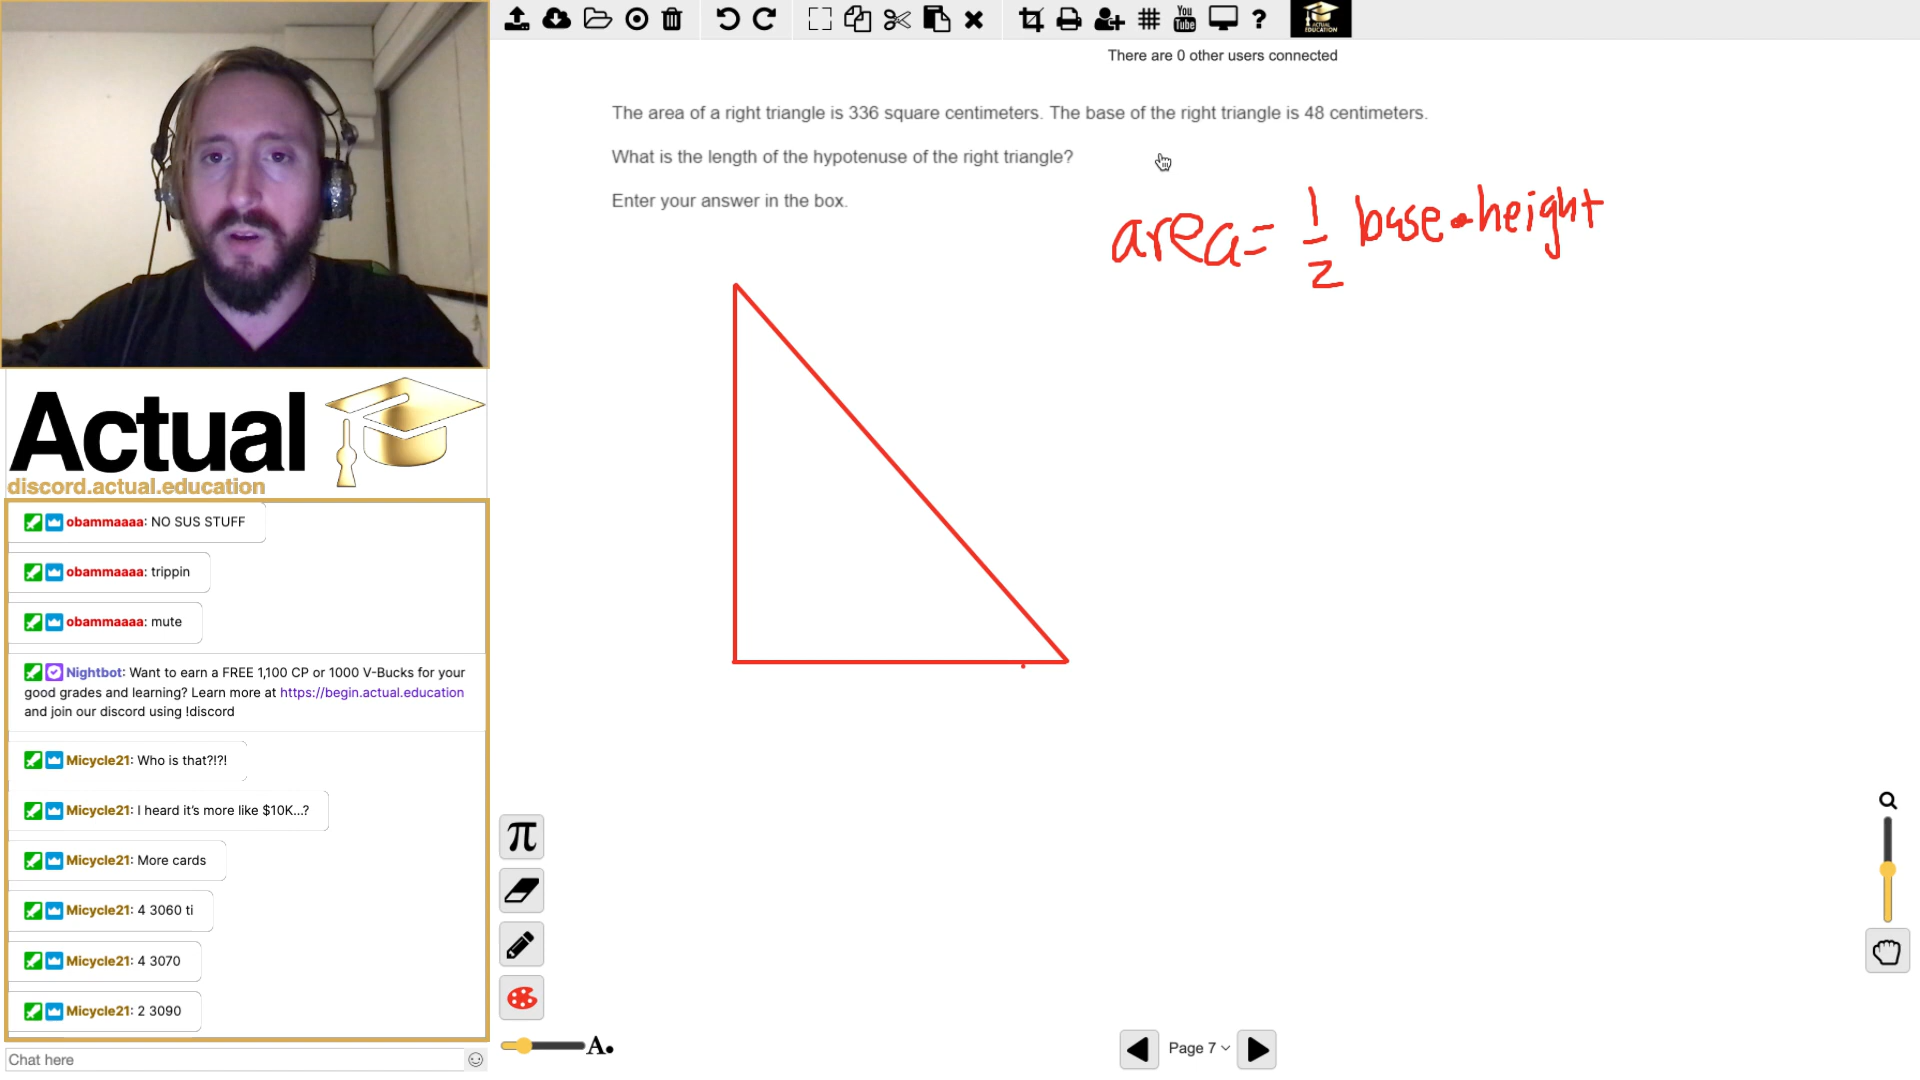 You
Tube
ACTUAL
EDUCATION
There are 0 other users connected
The area of a right triangle is 336 square centimeters. The base of the right triangle is 48 centimeters.
What is the length of the hypotenuse of the right triangle?
Enter your answer in the box.
area= 1/2 base•height
Actual
discord.actual.education
obammaaaa: NO SUS STUFF
obammaaaa: trippin
obammaaaa: mute
Nightbot: Want to earn a FREE 1,100 CP or 1000 V-Bucks for your
good grades and learning? Learn more at https://begin.actual.education
and join our discord using !discord
Micycle21: Who is that?!?!
Micycle21: I heard it's more like $10K...?
Micycle21: More cards
Micycle21: 4 3060 ti
Micycle21: 4 3070
Micycle21: 2 3090
Chat here
π
A
Page 7